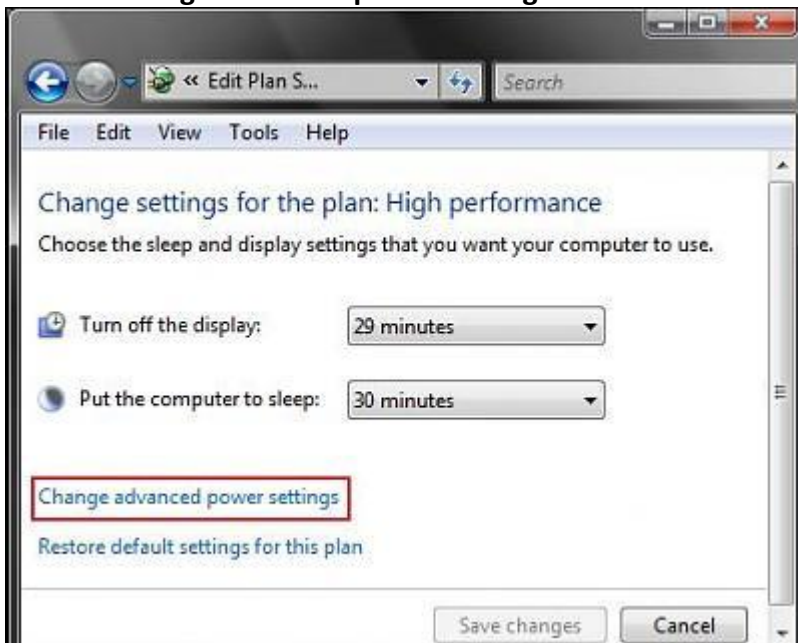 « Edit Plan S...
Search
File Edit View Tools Help
Change settings for the plan: High performance
Choose the sleep and display settings that you want your computer to use.
Turn off the display: 29 minutes
Put the computer to sleep: 30 minutes
Change advanced power settings
Restore default settings for this plan
Save changes Cancel